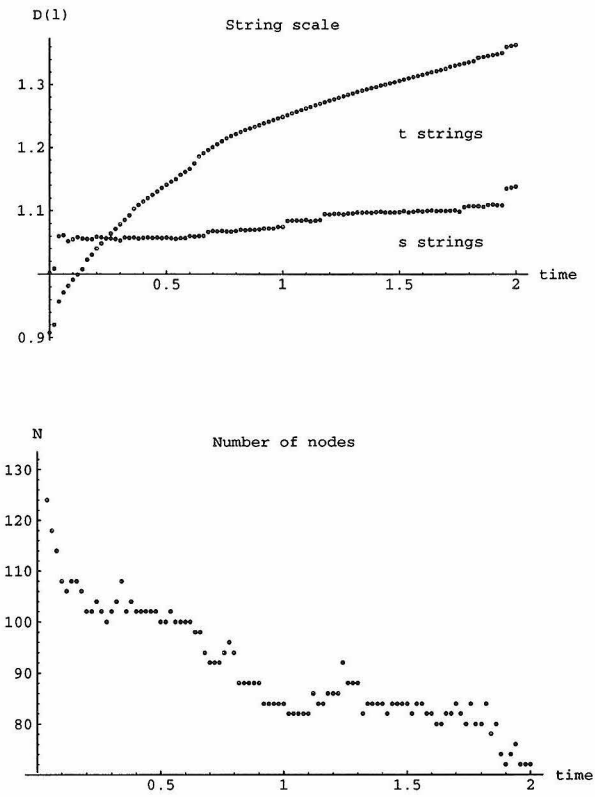 D(l)
String scale
1.3
t strings
1.2
1.1
s strings
time
0.5
1
1.5
2
0.9
N
Number of nodes
130
120
110
100
90
80
time
0.5
1
1.5
2